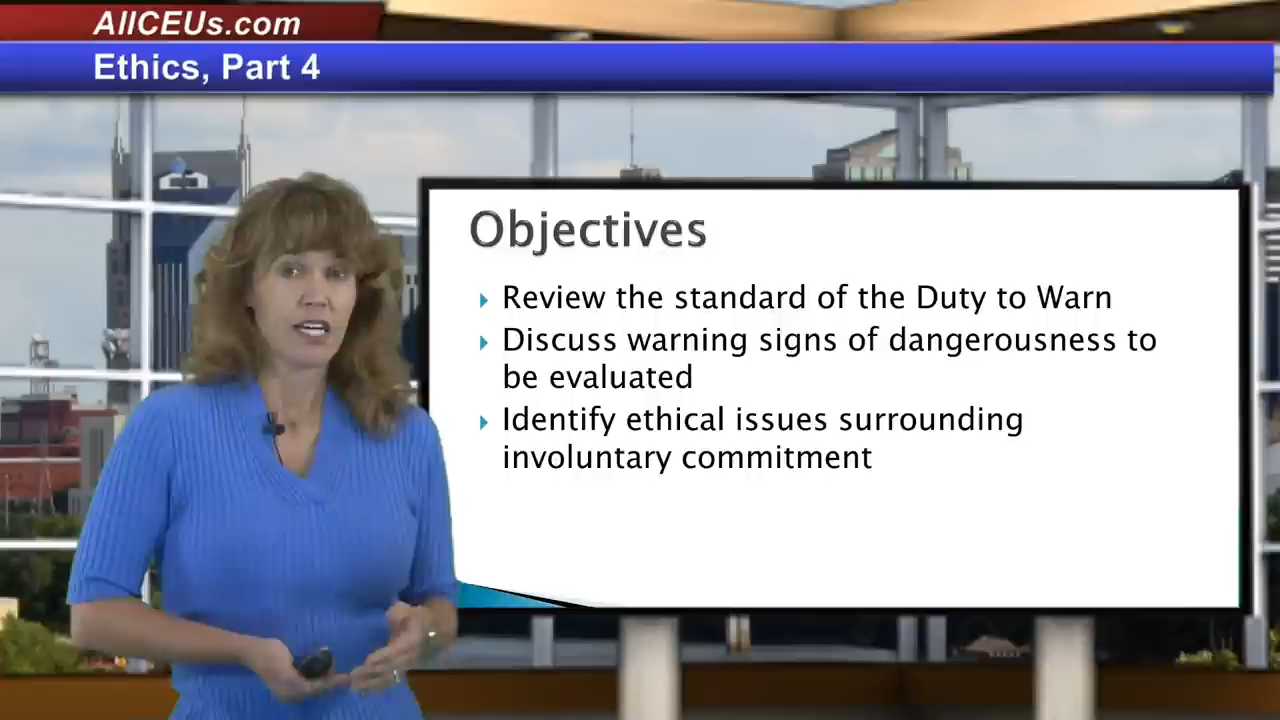 AllCEUs.com
Ethics, Part 4
Objectives
Review the standard of the Duty to Warn
Discuss warning signs of dangerousness to
be evaluated
Identify ethical issues surrounding
involuntary commitment